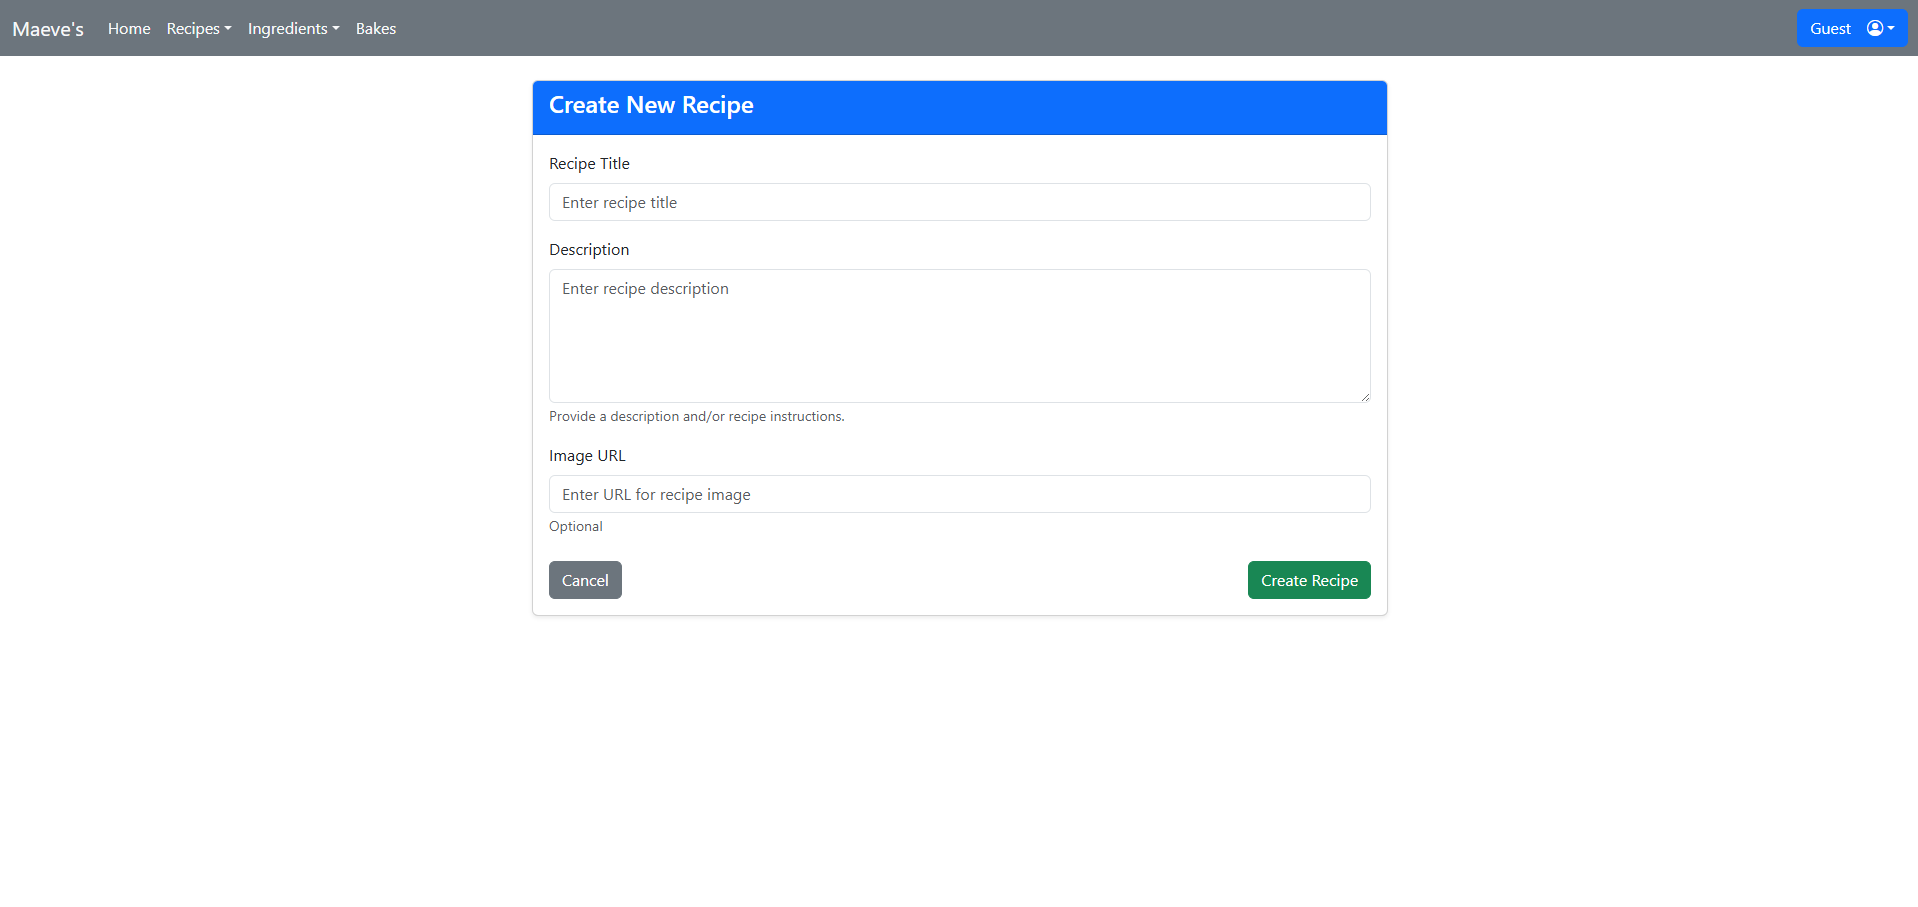 Maeve's Home Recipes Ingredients Bakes Guest
Create New Recipe
Recipe Title
Enter recipe title
Description
Enter recipe description
Provide a description and/or recipe instructions.
Image URL
Enter URL for recipe image
Optional
Cancel Create Recipe